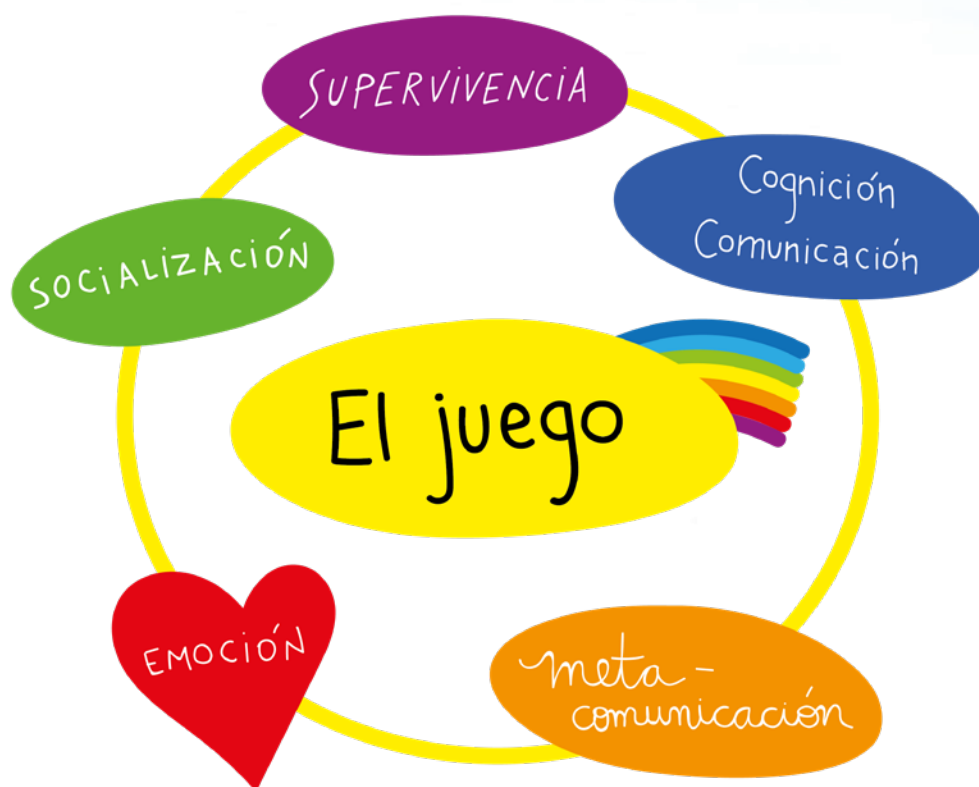 SUPERVIVENCIA
Cognición
Comunicación
SOCIALIZACIÓN
El juego
EMOCIÓN
meta-
comunicación